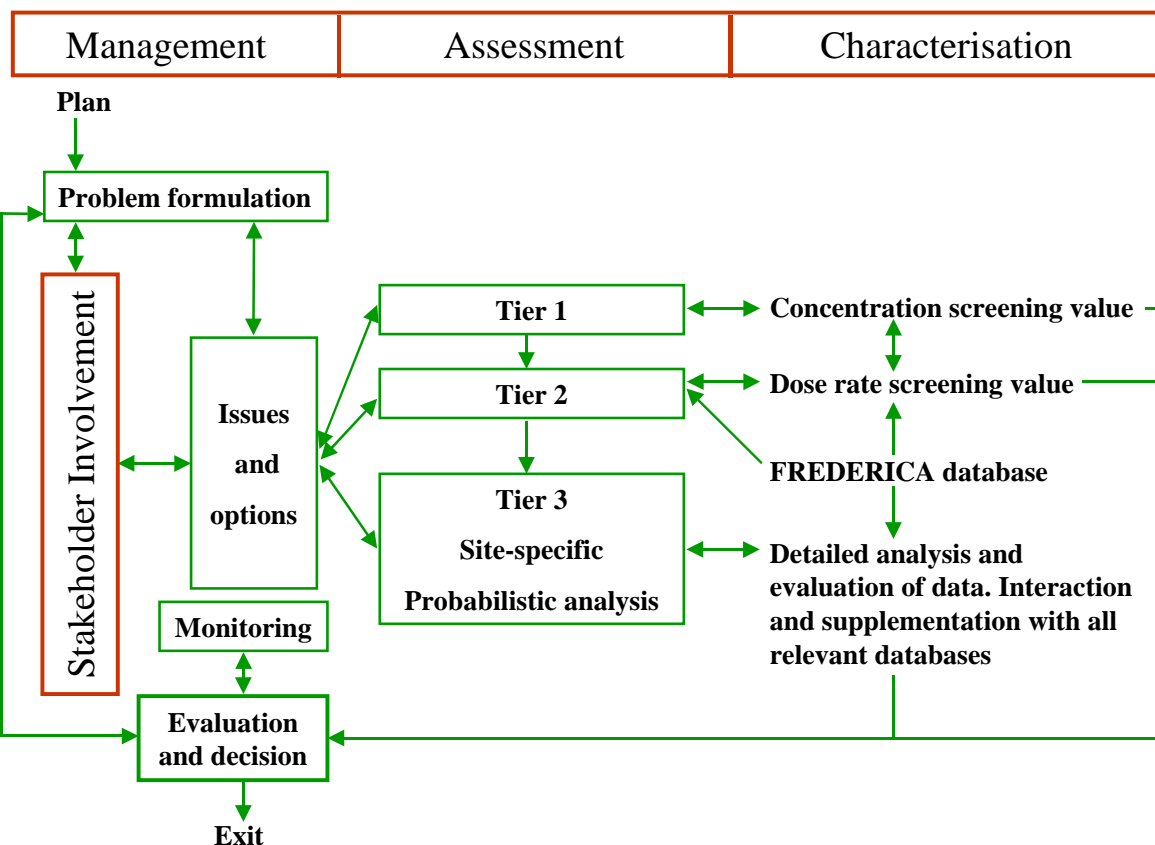 Management
Assessment
Characterisation
Plan
Problem formulation
Stakeholder Involvement
Issues
and
options
Monitoring
Evaluation
and decision
Exit
Tier 1
Tier 2
Tier 3
Site-specific
Probabilistic analysis
Concentration screening value
Dose rate screening value
FREDERICA database
Detailed analysis and
evaluation of data. Interaction
and supplementation with all
relevant databases